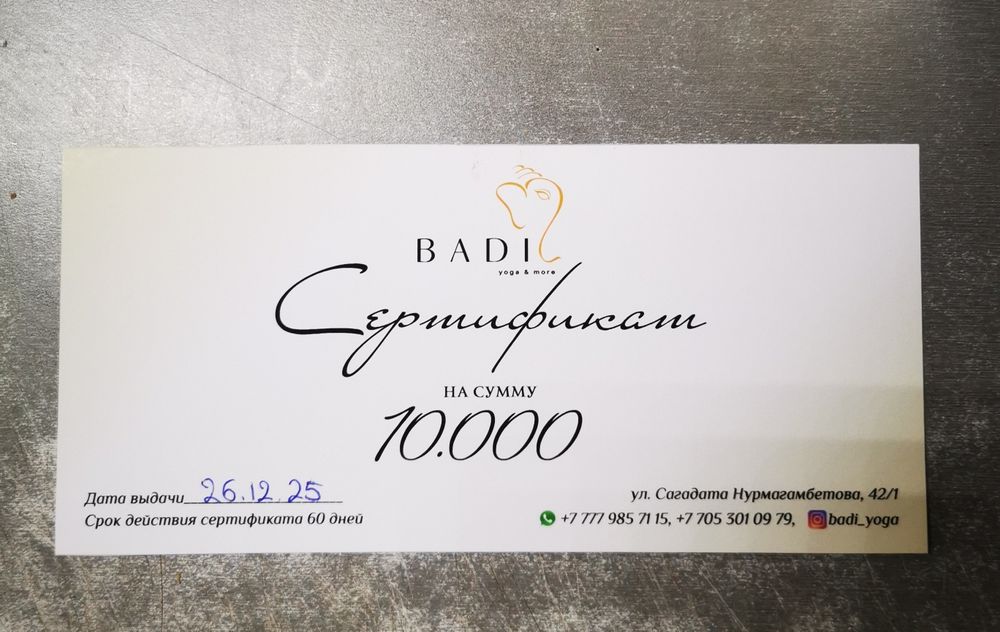 BADI
yoga & more
Сертификат
НА СУММУ
10.000
Дата выдачи 26.12.25
Срок действия сертификата 60 дней
ул. Сагадата Нурмагамбетова, 42/1
+7 777 985 71 15, +7 705 301 09 79, badi_yoga